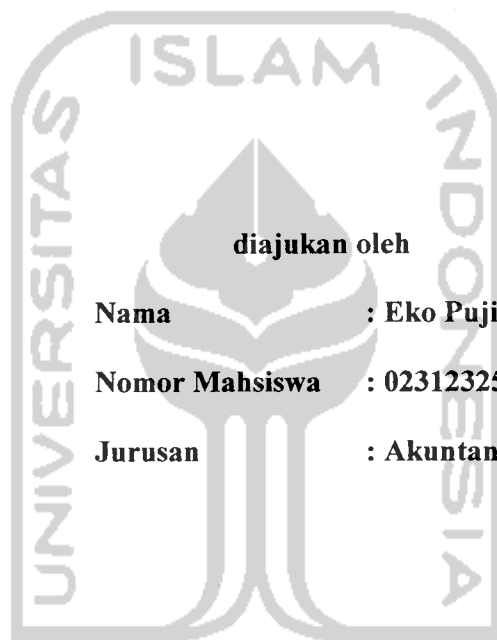 UNIVERSITAS ISLAM INDONESIA
diajukan oleh
Nama : Eko Puji
Nomor Mahsiswa : 02312325
Jurusan : Akuntan